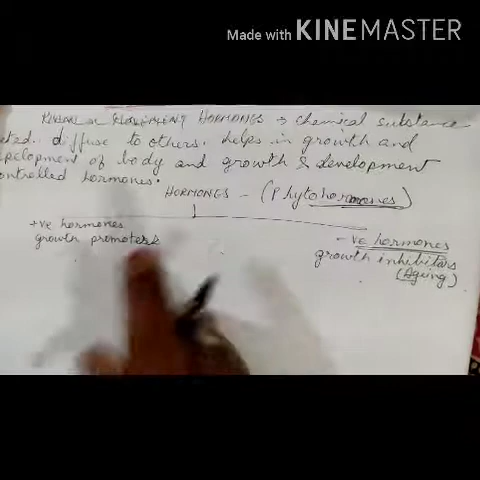 Made with KINEMASTER
HORMONES → chemical substance
diffuse to others. helps in growth and
of body and growth & development
hormones.
HORMONES - (Phytohormones)
+ve hormones
growth promoters
-ve hormones
growth inhibitors
(Ageing)